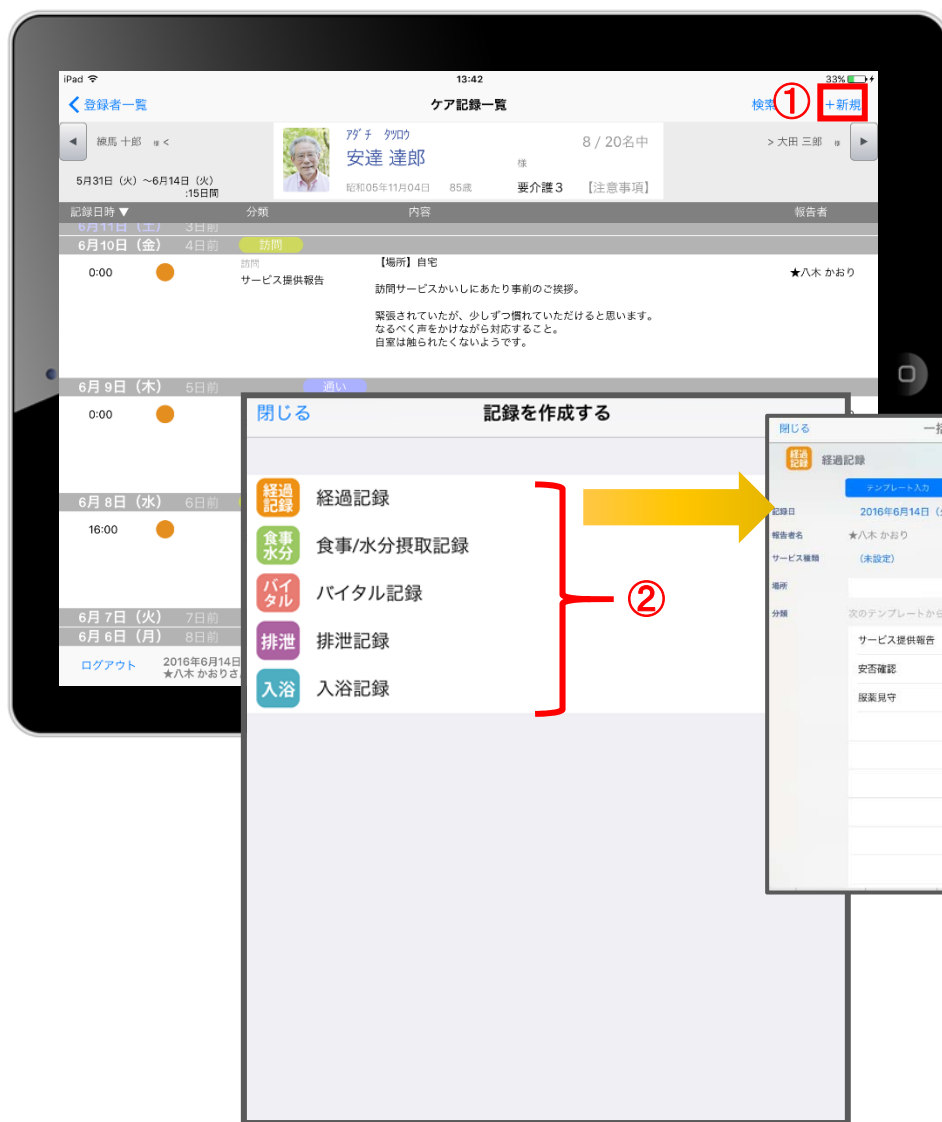 iPad 13:42 33%
登録者一覧 ケア記録一覧 検索 ① +新規
練馬 十郎 様 < ｱﾀﾞﾁ ﾀﾂﾛｳ 8 / 20名中 > 大田 三郎 様
安達 達郎 様
5月31日（火）～6月14日（火）
:15日間
昭和05年11月04日 85歳 要介護3 【注意事項】
記録日時▼ 分類 内容 報告者
6月11日（土） 3日前
6月10日（金） 4日前 訪問
0:00 訪問 【場所】自宅 ★八木 かおり
サービス提供報告
訪問サービスかいしにあたり事前のご挨拶。
緊張されていたが、少しずつ慣れていただけると思います。
なるべく声をかけながら対応すること。
自室は触られたくないようです。
6月 9日（木） 5日前 通い
0:00
6月 8日（水） 6日前
16:00
6月 7日（火） 7日前
6月 6日（月） 8日前
ログアウト 2016年6月14日
★八木 かおりさ
閉じる 記録を作成する
経過記録 経過記録
食事水分 食事/水分摂取記録
バイタル バイタル記録
排泄 排泄記録
入浴 入浴記録
②
閉じる 一括
経過記録 経過記録
テンプレート入力
記録日 2016年6月14日（
報告者名 ★八木 かおり
サービス種類 （未設定）
場所
分類 次のテンプレートから
サービス提供報告
安否確認
服薬見守